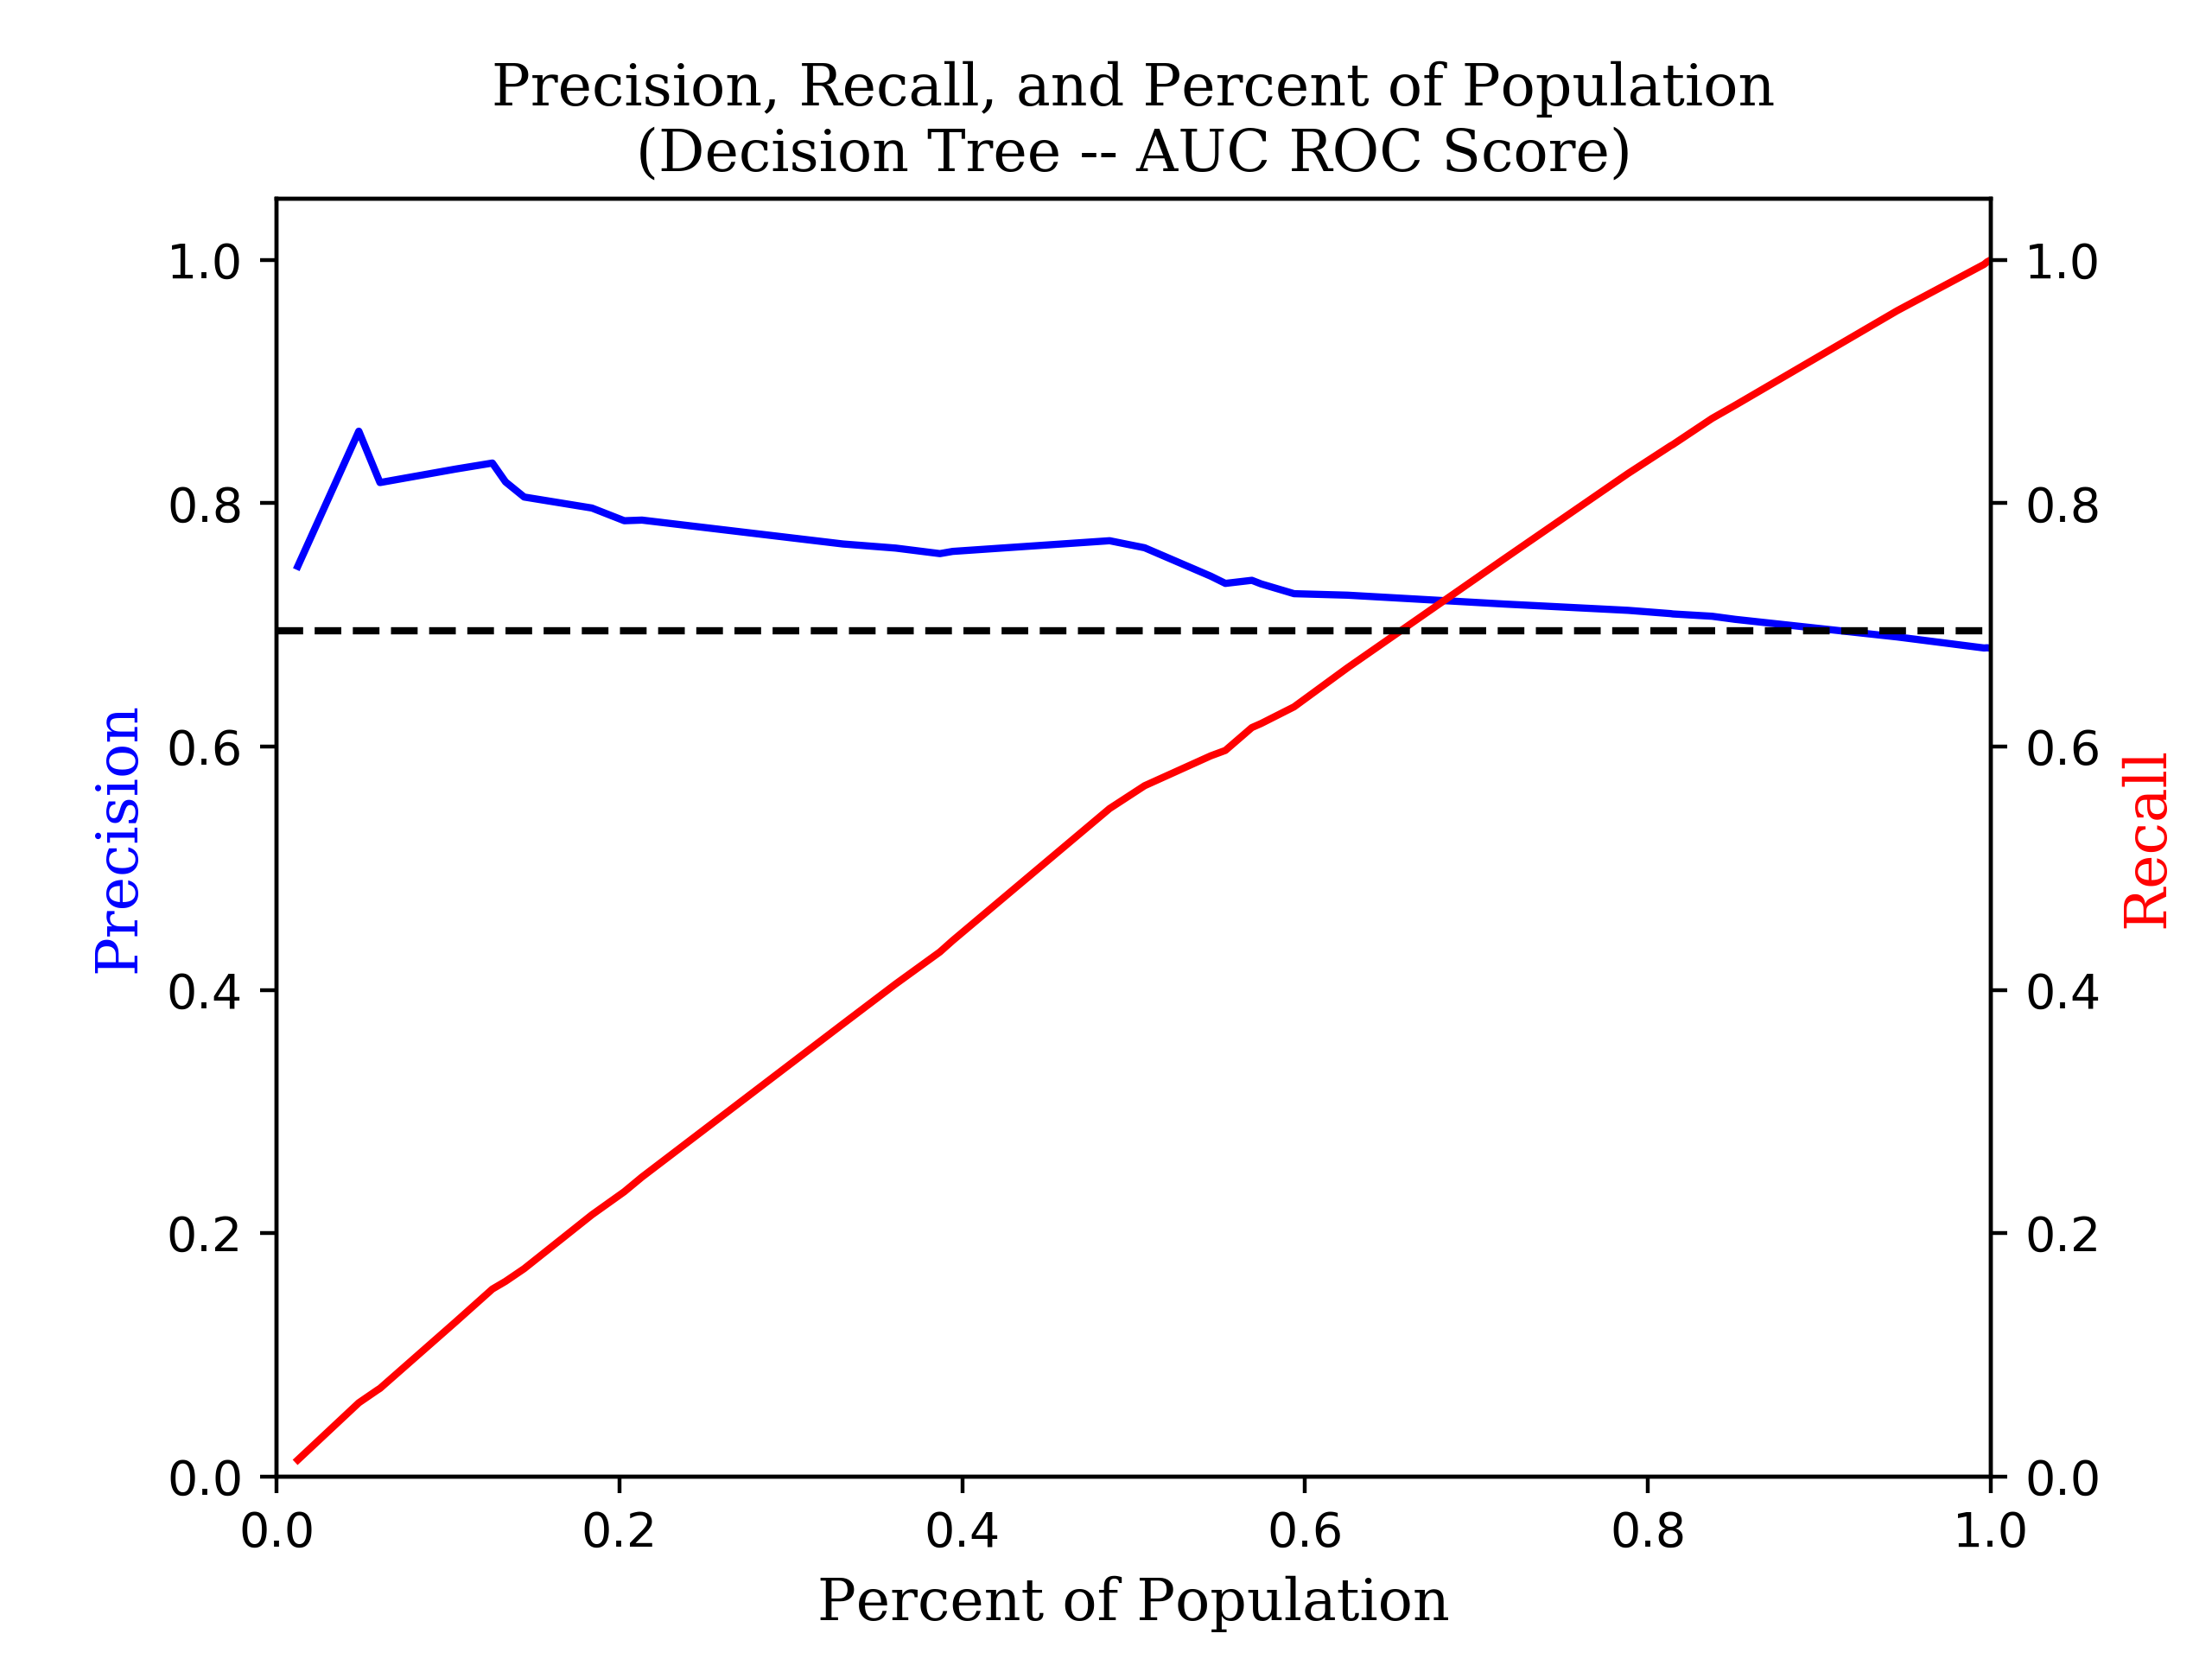 Precision, Recall, and Percent of Population
(Decision Tree -- AUC ROC Score)
1.0
0.8
0.6
0.4
0.2
0.0
Precision
1.0
0.8
0.6
0.4
0.2
0.0
Recall
0.0 0.2 0.4 0.6 0.8 1.0
Percent of Population